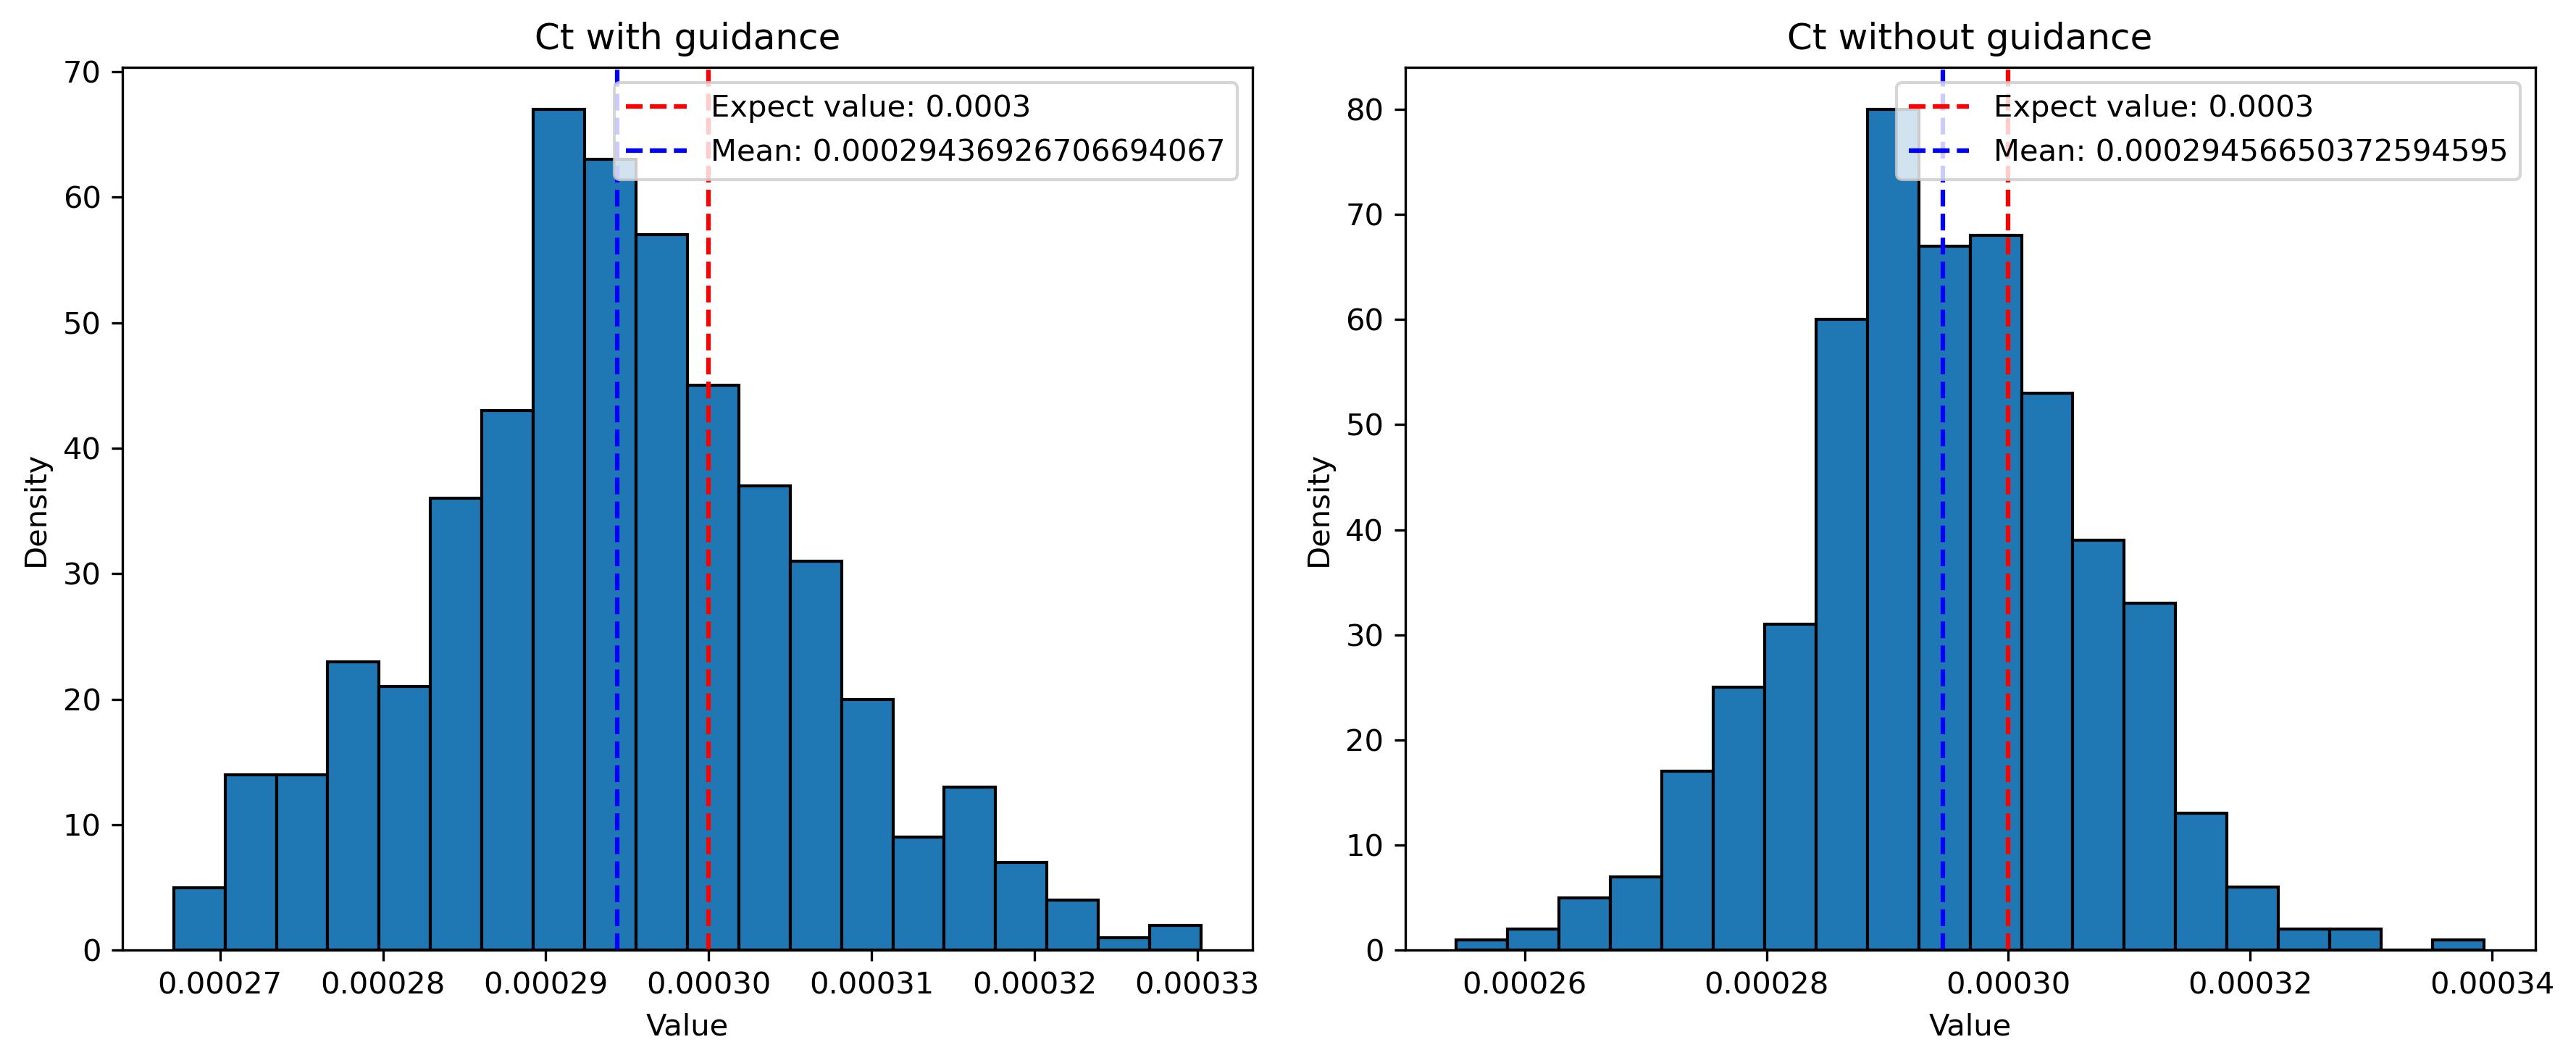 Ct with guidance
Expect value: 0.0003
Mean: 0.00029436926706694067
Density
70
60
50
40
30
20
10
0
0.00027 0.00028 0.00029 0.00030 0.00031 0.00032 0.00033
Value
Ct without guidance
Expect value: 0.0003
Mean: 0.00029456650372594595
Density
80
70
60
50
40
30
20
10
0
0.00026 0.00028 0.00030 0.00032 0.00034
Value